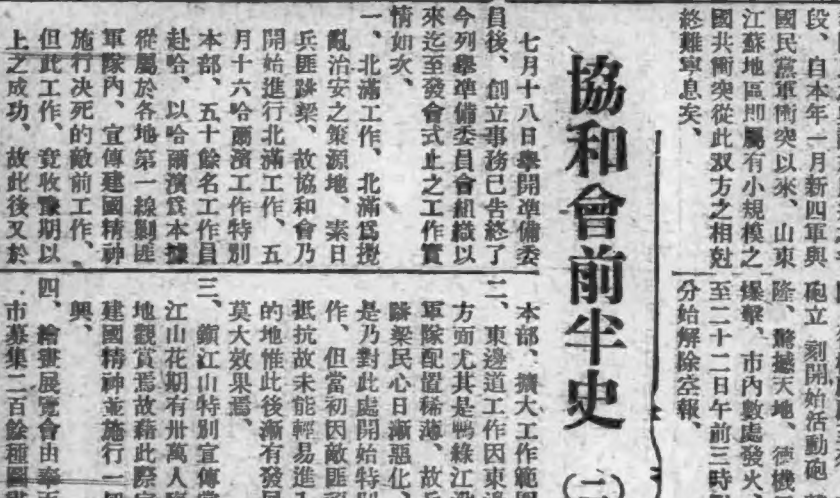 段、自本年一月新四軍與
國民黨軍衝突以來、山東
江蘇地區即屬有小規模之
國共衝突從此双方之相尅
終難寧息矣、
砲立 刻開始活動砲
隆、驚撼天地、德機
爆擊、市內數處發火
至二十二日午前三時
分始解除空報、
協和會前半史 (二)
七月十八日舉開準備委
員後、創立事務已告終了
今列舉準備委員會組織以
來迄至發會式止之工作實
情如次、
一、北滿工作、北滿爲攪
亂治安之策源地、素日
兵匪跳梁、故協和會乃
開始進行北滿工作、五
月十六哈爾濱工作特別
本部、五十餘名工作員
赴哈、以哈爾濱爲本據
從屬於各地第一線剿匪
軍隊內、宣傳建國精神
施行決死的敵前工作、
但此工作、竟收豫期以
上之成功、故此後又於
本部、擴大工作範圍
二、東邊道工作因東邊
方面尤其是鴨綠江
軍隊配置稀薄、故兵
跡梁民心日漸惡化、
是乃對此處開始特別
作、但當初因敵匪
抵抗故未能輕易進入
的地惟此後漸有發展
莫大效果焉、
三、鎭江山特別宣傳
江山花期有卅萬人
地觀賞焉故藉此際
建國精神並施行一
興、
四、繪畫展覽會由奉
市募集二百餘種圖畫